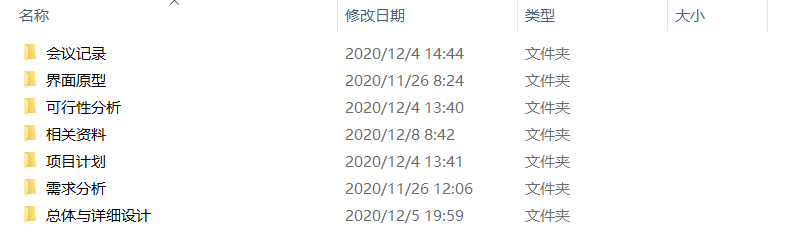 名称 修改日期 类型 大小
会议记录 2020/12/4 14:44 文件夹
界面原型 2020/11/26 8:24 文件夹
可行性分析 2020/12/4 13:40 文件夹
相关资料 2020/12/8 8:42 文件夹
项目计划 2020/12/4 13:41 文件夹
需求分析 2020/11/26 12:06 文件夹
总体与详细设计 2020/12/5 19:59 文件夹